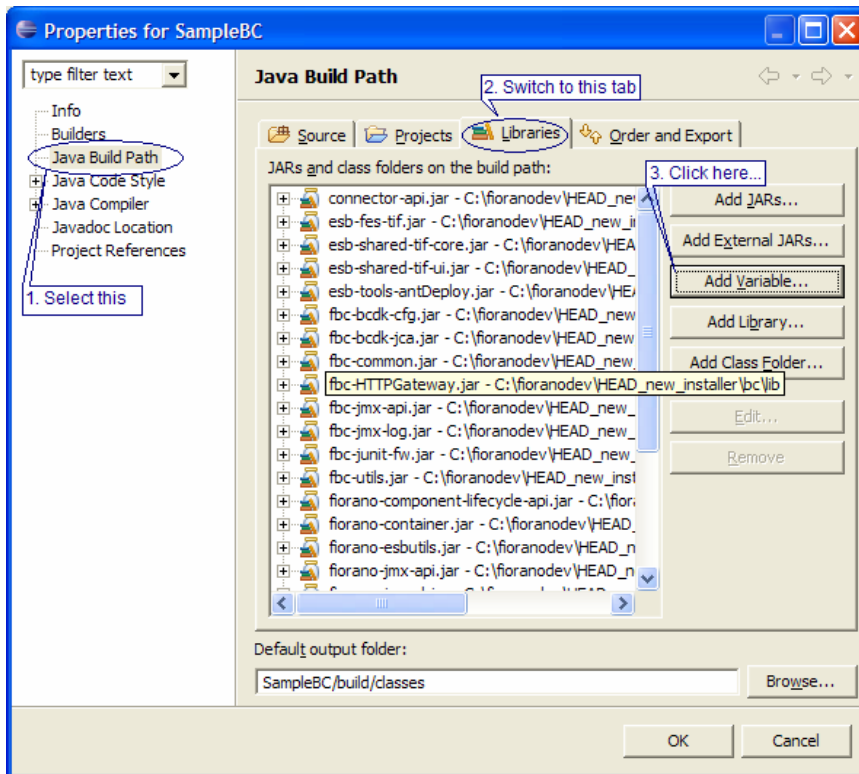 Properties for SampleBC
type filter text
Info
Builders
Java Build Path
Java Code Style
Java Compiler
Javadoc Location
Project References
1. Select this
Java Build Path
2. Switch to this tab
Source
Projects
Libraries
Order and Export
JARs and class folders on the build path:
3. Click here...
connector-api.jar - C:\fioranodev\HEAD_ne
esb-fes-tif.jar - C:\fioranodev\HEAD_new_i
esb-shared-tif-core.jar - C:\fioranodev\HEA
esb-shared-tif-ui.jar - C:\fioranodev\HEAD_
esb-tools-antDeploy.jar - C:\fioranodev\HEA
fbc-bcdk-cfg.jar - C:\fioranodev\HEAD_new
fbc-bcdk-jca.jar - C:\fioranodev\HEAD_new
fbc-common.jar - C:\fioranodev\HEAD_new_
fbc-HTTPGateway.jar - C:\fioranodev\HEAD_new_installer\bc\lib
fbc-jmx-api.jar - C:\fioranodev\HEAD_new_
fbc-jmx-log.jar - C:\fioranodev\HEAD_new_
fbc-junit-fw.jar - C:\fioranodev\HEAD_new_
fbc-utils.jar - C:\fioranodev\HEAD_new_inst
fiorano-component-lifecycle-api.jar - C:\fior
fiorano-container.jar - C:\fioranodev\HEAD_
fiorano-esbutils.jar - C:\fioranodev\HEAD_n
fiorano-jmx-api.jar - C:\fioranodev\HEAD_n
Add JARs...
Add External JARs...
Add Variable...
Add Library...
Add Class Folder...
Edit...
Remove
Default output folder:
SampleBC/build/classes
Browse...
OK
Cancel